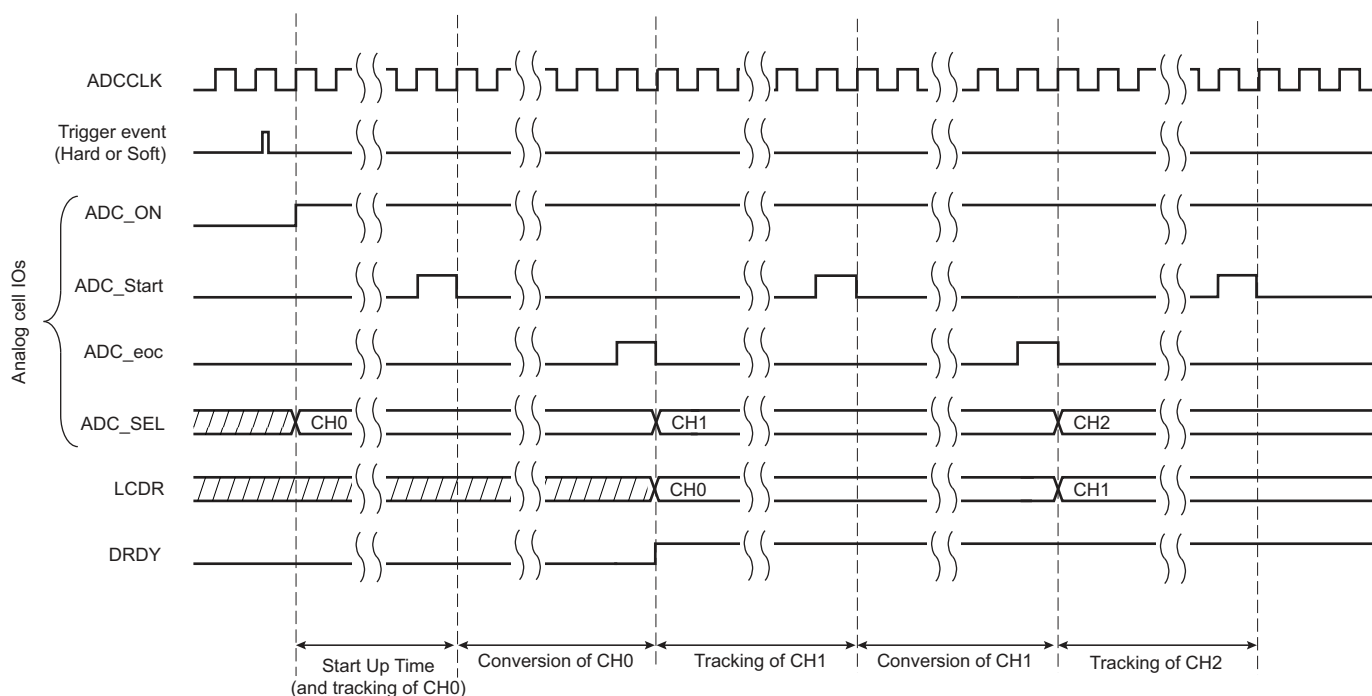 ADCCLK
Trigger event
(Hard or Soft)
Analog cell IOs
ADC_ON
ADC_Start
ADC_eoc
ADC_SEL
CH0
CH1
CH2
LCDR
CH0
CH1
DRDY
Start Up Time
(and tracking of CH0)
Conversion of CH0
Tracking of CH1
Conversion of CH1
Tracking of CH2